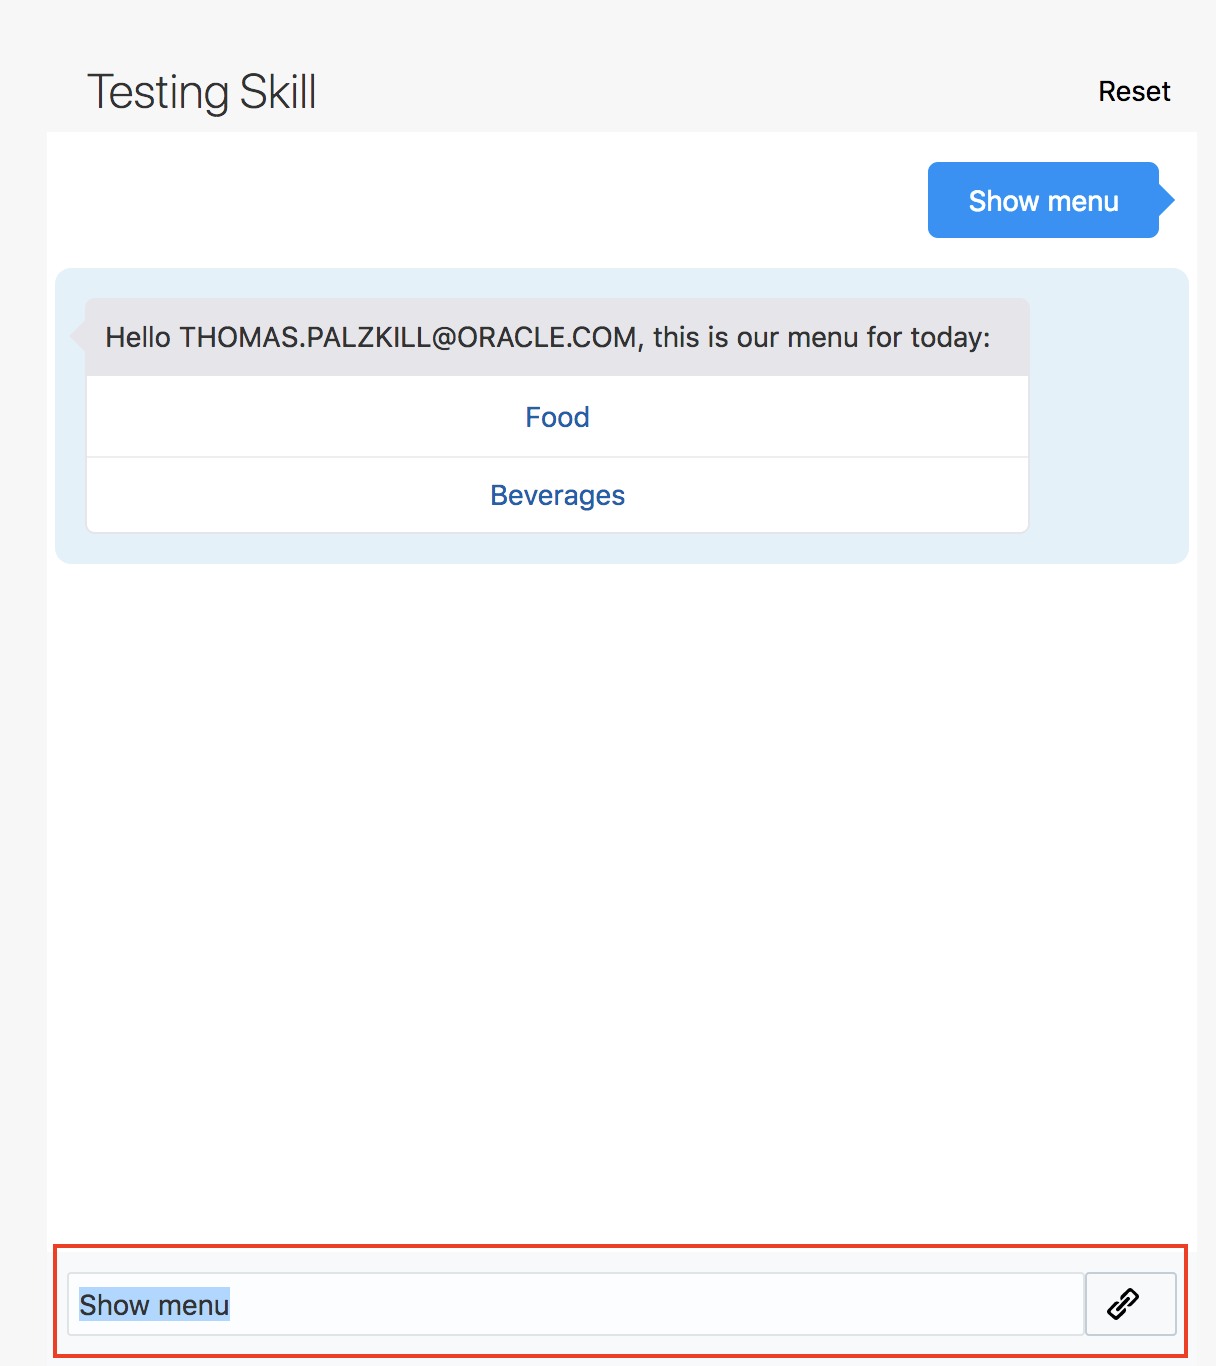 Testing Skill
Reset
Show menu
Hello THOMAS.PALZKILL@ORACLE.COM, this is our menu for today:
Food
Beverages
Show menu